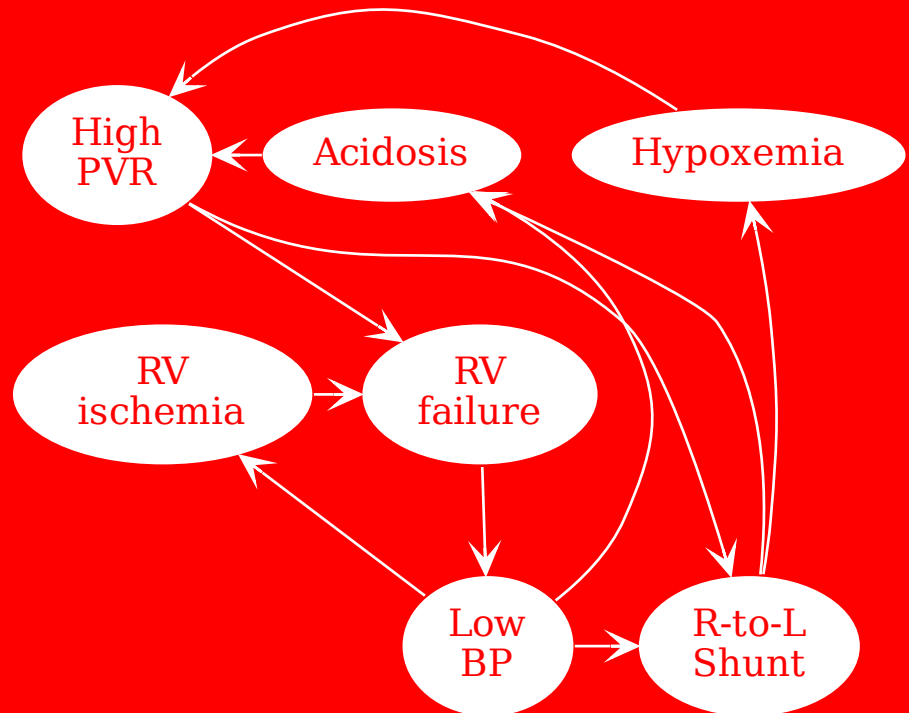 High
PVR
Acidosis
Hypoxemia
RV
ischemia
RV
failure
Low
BP
R-to-L
Shunt